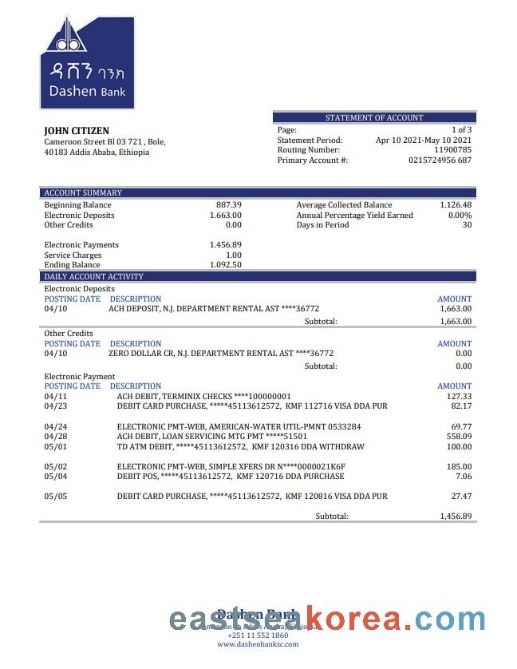 ዳሸን ባንክ
Dashen Bank
STATEMENT OF ACCOUNT
JOHN CITIZEN
Cameroon Street Bl 03 721 , Bole,
40183 Addis Ababa, Ethiopia
Page: 1 of 3
Statement Period: Apr 10 2021-May 10 2021
Routing Number: 11900785
Primary Account #: 0215724956 687
ACCOUNT SUMMARY
Beginning Balance 887.39 Average Collected Balance 1.126.48
Electronic Deposits 1.663.00 Annual Percentage Yield Earned 0.00%
Other Credits 0.00 Days in Period 30
Electronic Payments 1.456.89
Service Charges 1.00
Ending Balance 1.092.50
DAILY ACCOUNT ACTIVITY
Electronic Deposits
POSTING DATE DESCRIPTION AMOUNT
04/10 ACH DEPOSIT, N.J. DEPARTMENT RENTAL AST ****36772 1,663.00
Subtotal: 1,663.00
Other Credits
POSTING DATE DESCRIPTION AMOUNT
04/10 ZERO DOLLAR CR, N.J. DEPARTMENT RENTAL AST ****36772 0.00
Subtotal: 0.00
Electronic Payment
POSTING DATE DESCRIPTION AMOUNT
04/11 ACH DEBIT, TERMINIX CHECKS ****100000001 127.33
04/23 DEBIT CARD PURCHASE, *****45113612572, KMF 112716 VISA DDA PUR 82.17
04/24 ELECTRONIC PMT-WEB, AMERICAN-WATER UTIL-PMNT 0533284 69.77
04/28 ACH DEBIT, LOAN SERVICING MTG PMT *****51501 558.09
05/01 TD ATM DEBIT, *****45113612572, KMF 120316 DDA WITHDRAW 100.00
05/02 ELECTRONIC PMT-WEB, SIMPLE XFERS DR N****0000021K6F 185.00
05/04 DEBIT POS, *****45113612572, KMF 120716 DDA PURCHASE 7.06
05/05 DEBIT CARD PURCHASE, *****45113612572, KMF 120816 VISA DDA PUR 27.47
Subtotal: 1,456.89
Dashen Bank
eastseakorea.com
+251 11 552 1860
www.dashenbanksc.com